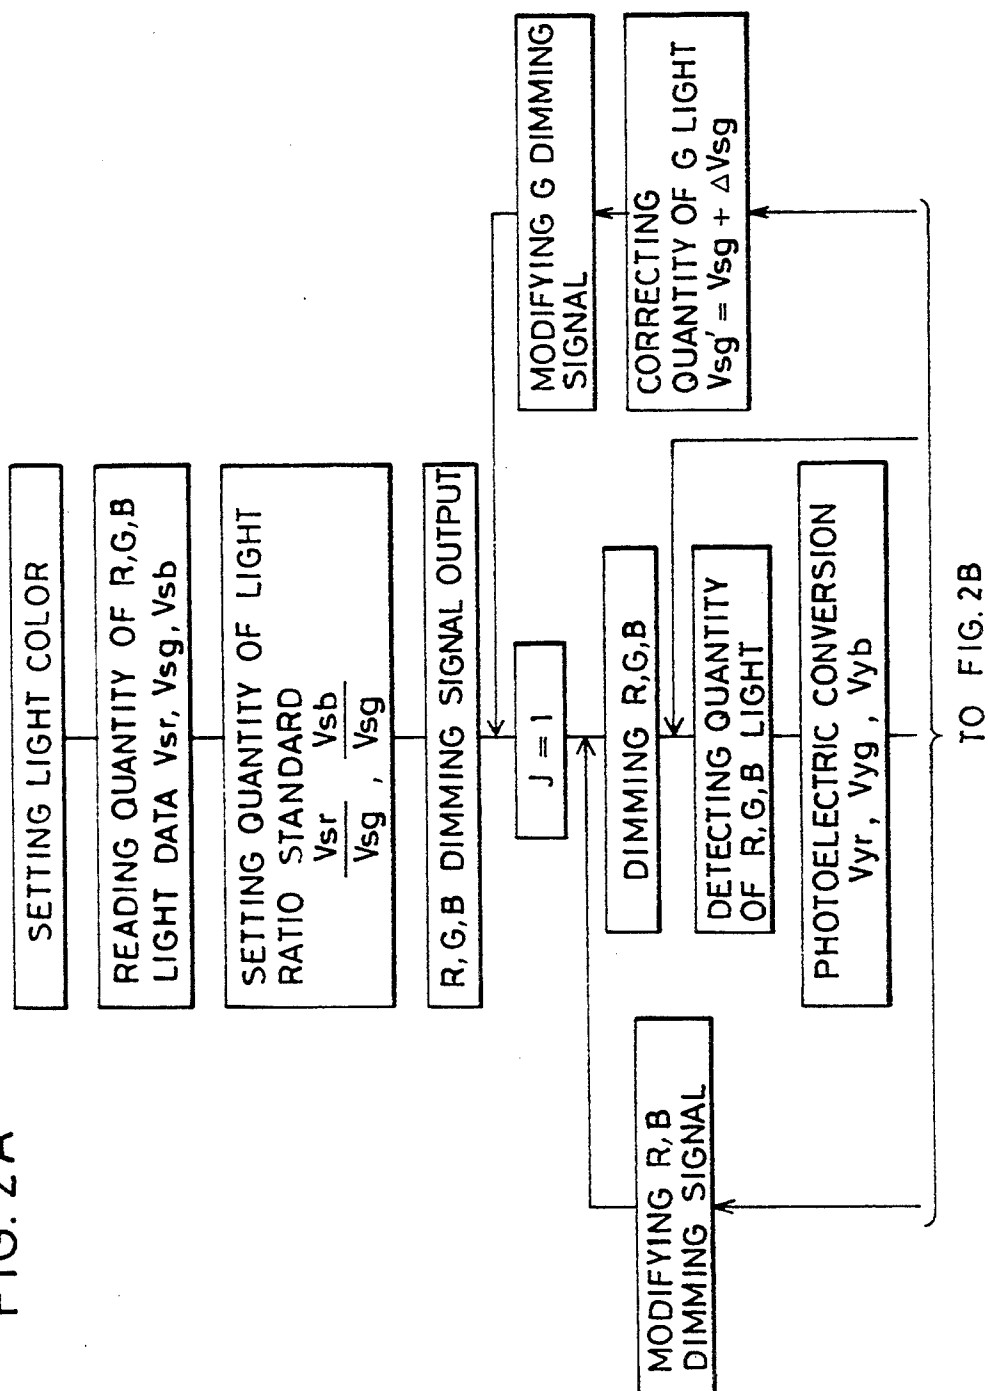 FIG. 2A
SETTING LIGHT COLOR
READING QUANTITY OF R,G,B
LIGHT DATA Vsr, Vsg, Vsb
SETTING QUANTITY OF LIGHT
RATIO STANDARD
Vsr Vsb
Vsg , Vsg
R,G,B DIMMING SIGNAL OUTPUT
J = 1
MODIFYING G DIMMING
SIGNAL
DIMMING R,G,B
CORRECTING
QUANTITY OF G LIGHT
Vsg' = Vsg + ΔVsg
MODIFYING R,B
DIMMING SIGNAL
DETECTING QUANTITY
OF R,G,B LIGHT
PHOTOELECTRIC CONVERSION
Vyr , Vyg , Vyb
TO FIG. 2B